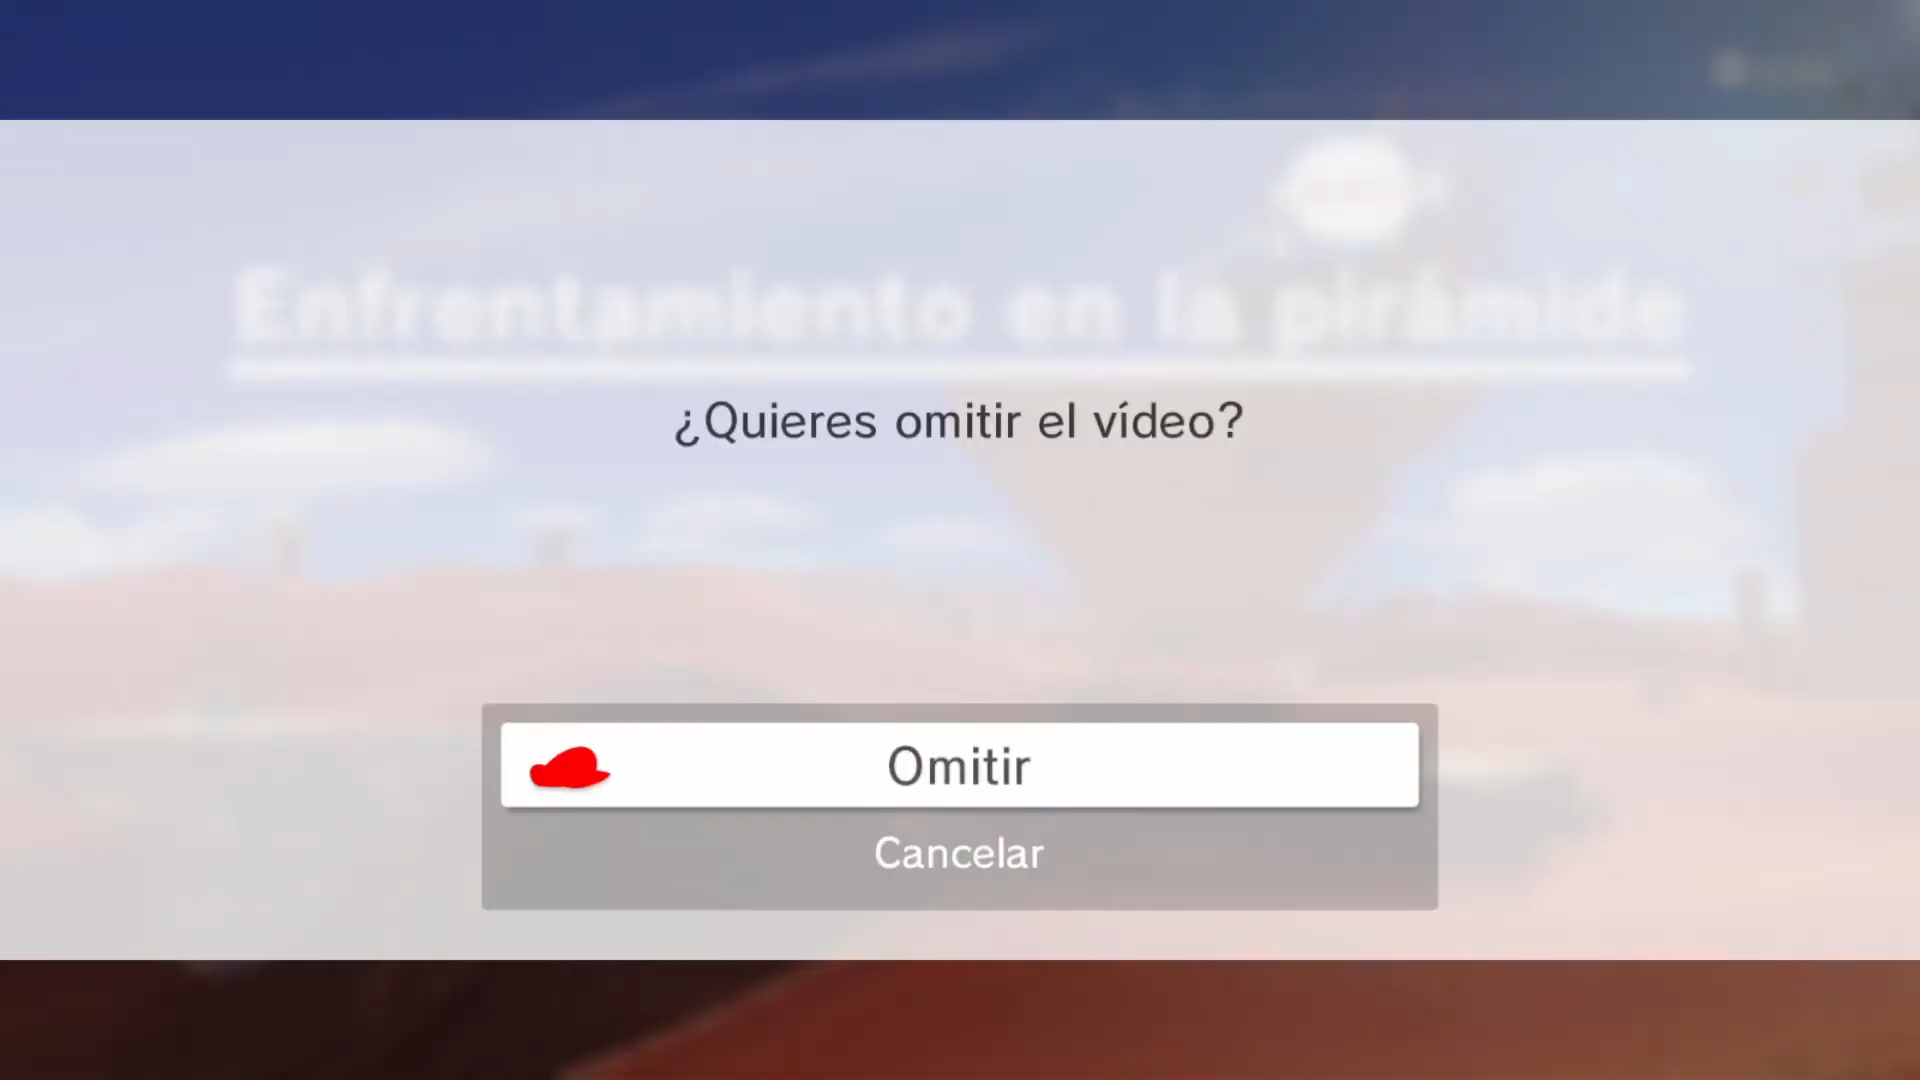 Enfrentamiento en la pirámide
¿Quieres omitir el vídeo?
Omitir
Cancelar